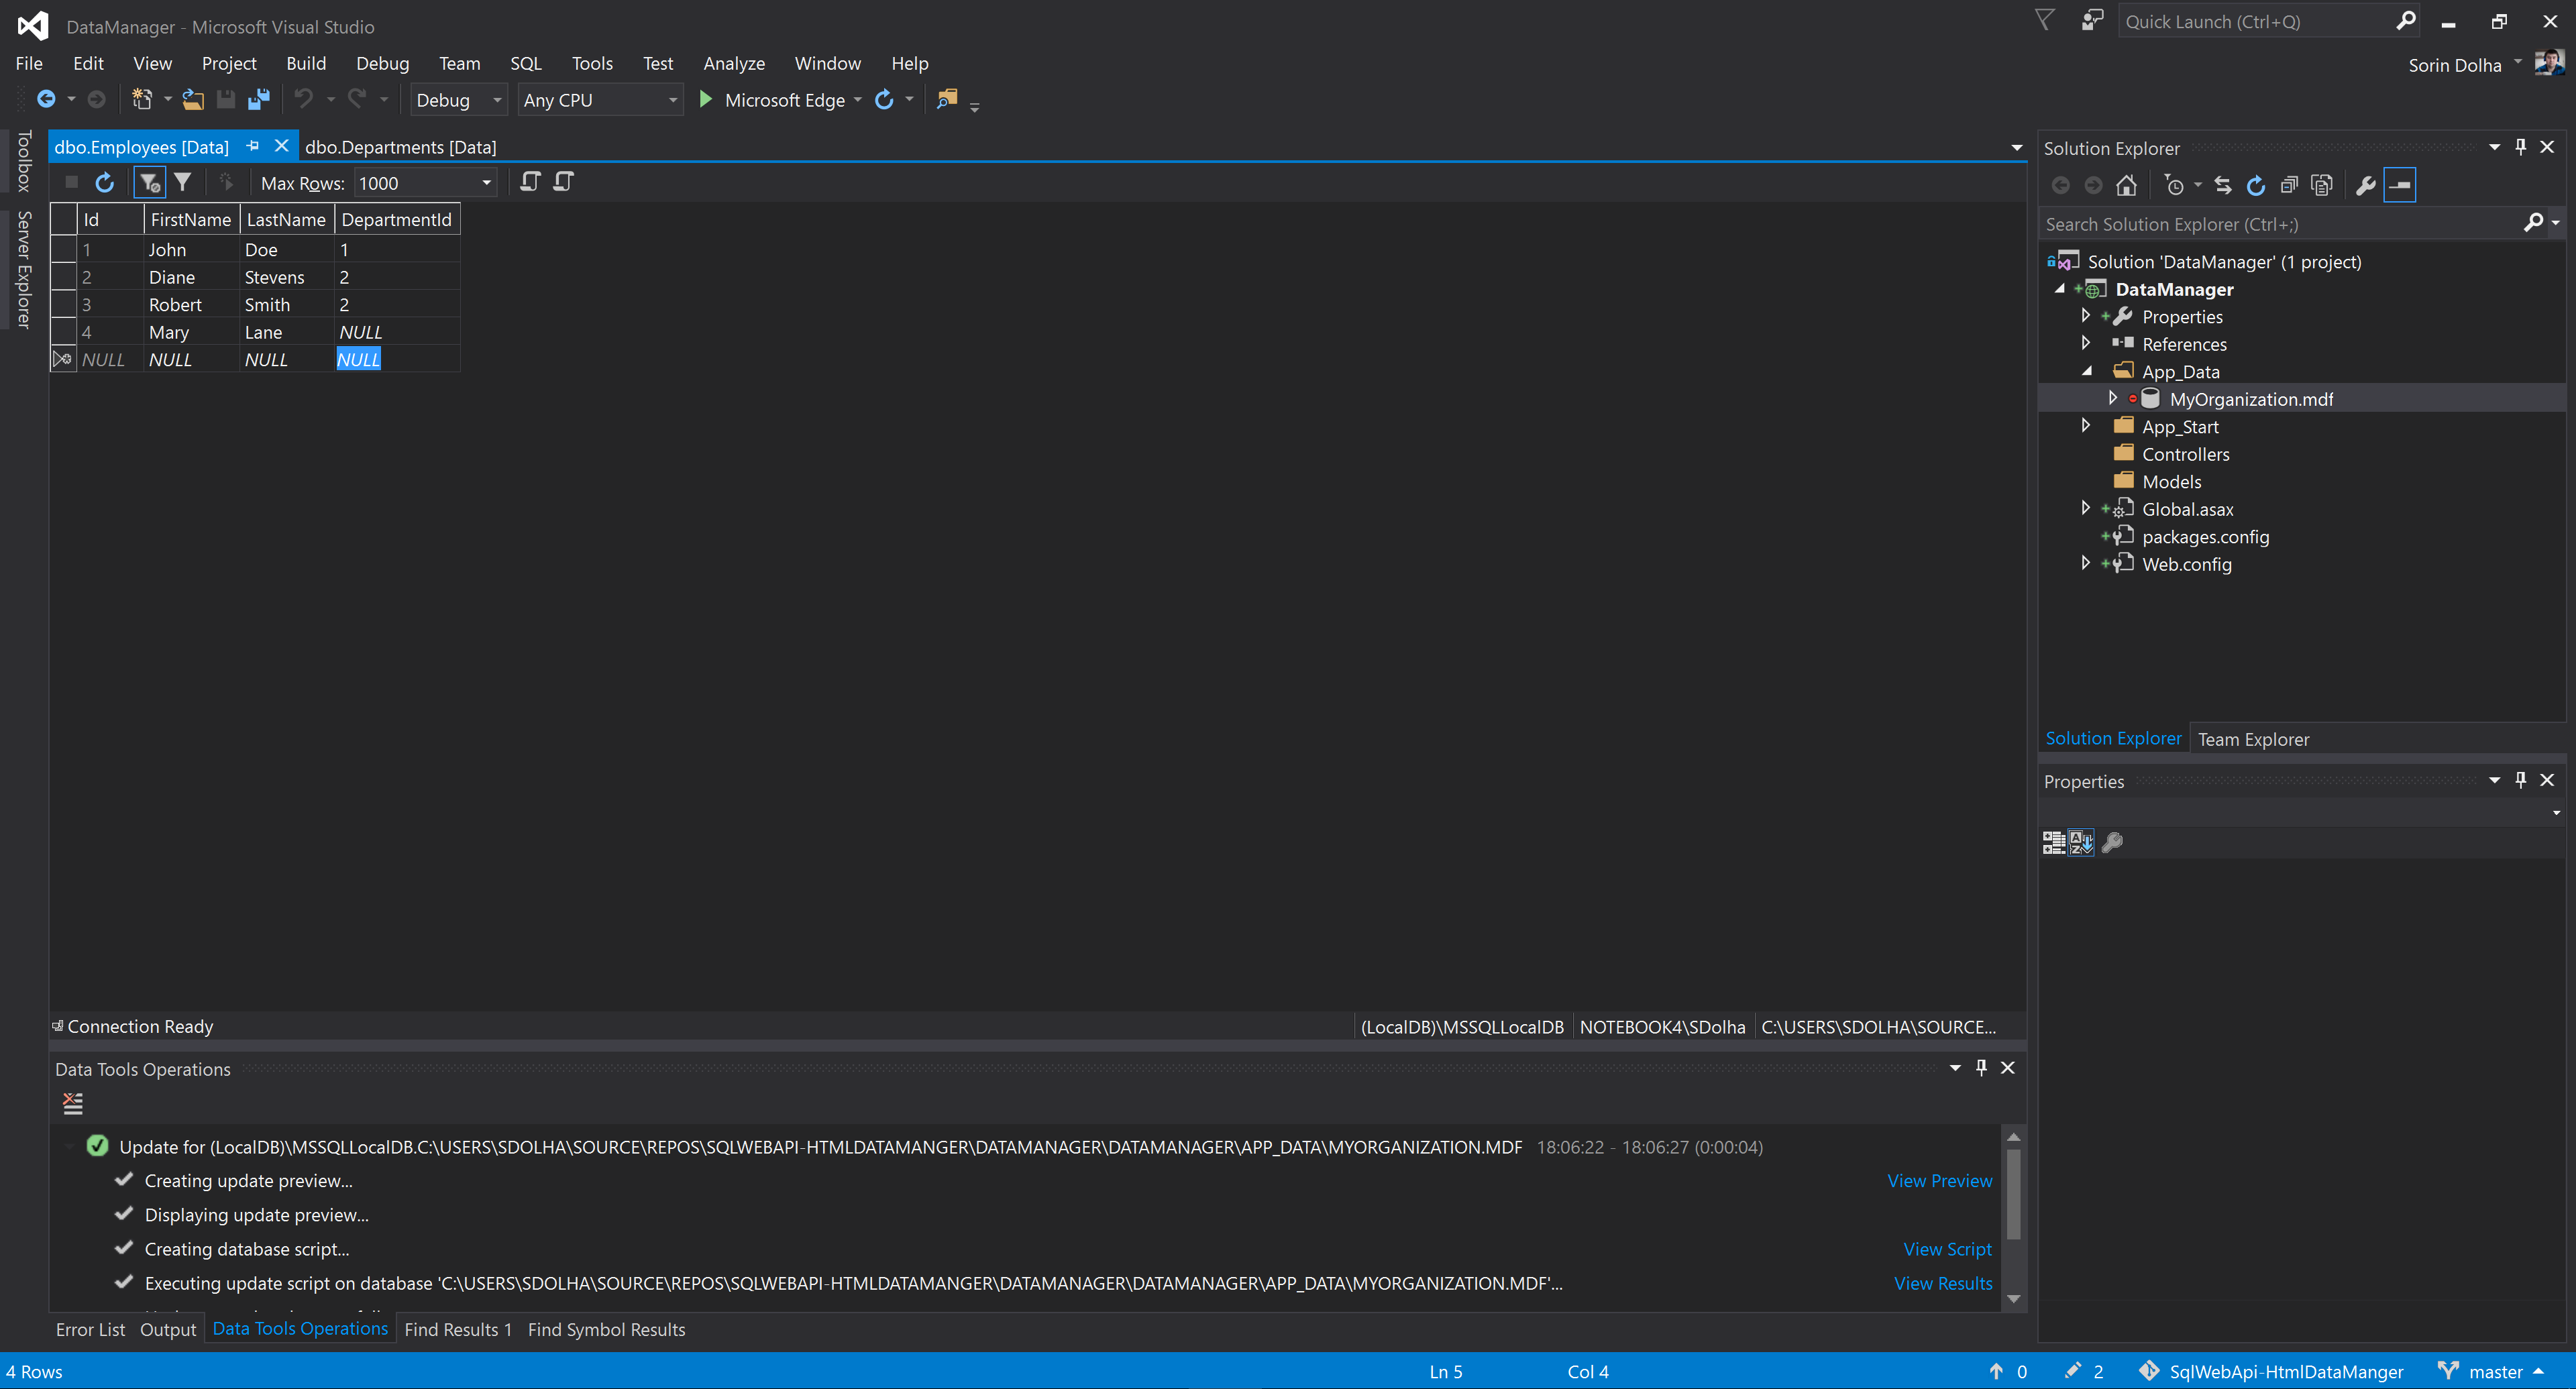 DataManager - Microsoft Visual Studio
Quick Launch (Ctrl+Q)
File Edit View Project Build Debug Team SQL Tools Test Analyze Window Help
Sorin Dolha
Debug Any CPU Microsoft Edge
Toolbox
Server Explorer
dbo.Employees [Data] dbo.Departments [Data]
Max Rows: 1000
Id FirstName LastName DepartmentId
1 John Doe 1
2 Diane Stevens 2
3 Robert Smith 2
4 Mary Lane NULL
NULL NULL NULL NULL
Connection Ready
(LocalDB)\MSSQLLocalDB NOTEBOOK4\SDolha C:\USERS\SDOLHA\SOURCE...
Data Tools Operations
Update for (LocalDB)\MSSQLLocalDB.C:\USERS\SDOLHA\SOURCE\REPOS\SQLWEBAPI-HTMLDATAMANGER\DATAMANAGER\DATAMANAGER\APP_DATA\MYORGANIZATION.MDF 18:06:22 - 18:06:27 (0:00:04)
Creating update preview... View Preview
Displaying update preview...
Creating database script... View Script
Executing update script on database 'C:\USERS\SDOLHA\SOURCE\REPOS\SQLWEBAPI-HTMLDATAMANGER\DATAMANAGER\DATAMANAGER\APP_DATA\MYORGANIZATION.MDF'... View Results
Error List Output Data Tools Operations Find Results 1 Find Symbol Results
Solution Explorer
Search Solution Explorer (Ctrl+;)
Solution 'DataManager' (1 project)
DataManager
Properties
References
App_Data
MyOrganization.mdf
App_Start
Controllers
Models
Global.asax
packages.config
Web.config
Solution Explorer Team Explorer
Properties
4 Rows Ln 5 Col 4 0 2 SqlWebApi-HtmlDataManger master